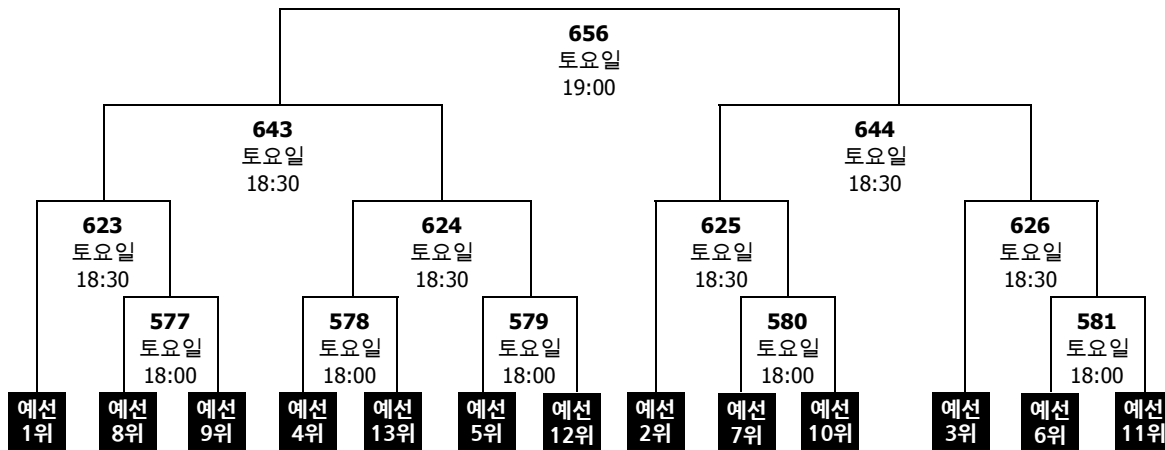 656
토요일
19:00
643
토요일
18:30
644
토요일
18:30
623
토요일
18:30
624
토요일
18:30
625
토요일
18:30
626
토요일
18:30
577
토요일
18:00
578
토요일
18:00
579
토요일
18:00
580
토요일
18:00
581
토요일
18:00
예선
1위
예선
8위
예선
9위
예선
4위
예선
13위
예선
5위
예선
12위
예선
2위
예선
7위
예선
10위
예선
3위
예선
6위
예선
11위